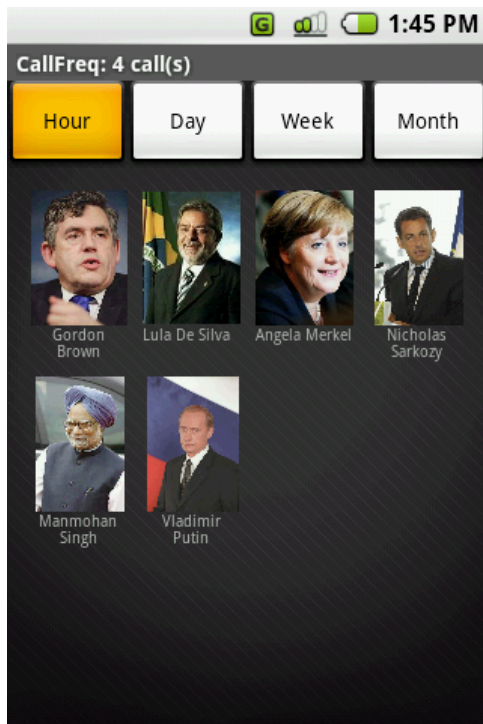 G 1:45 PM
CallFreq: 4 call(s)
Hour Day Week Month
Gordon Lula De Silva Angela Merkel Nicholas
Brown Sarkozy
Manmohan Vladimir
Singh Putin